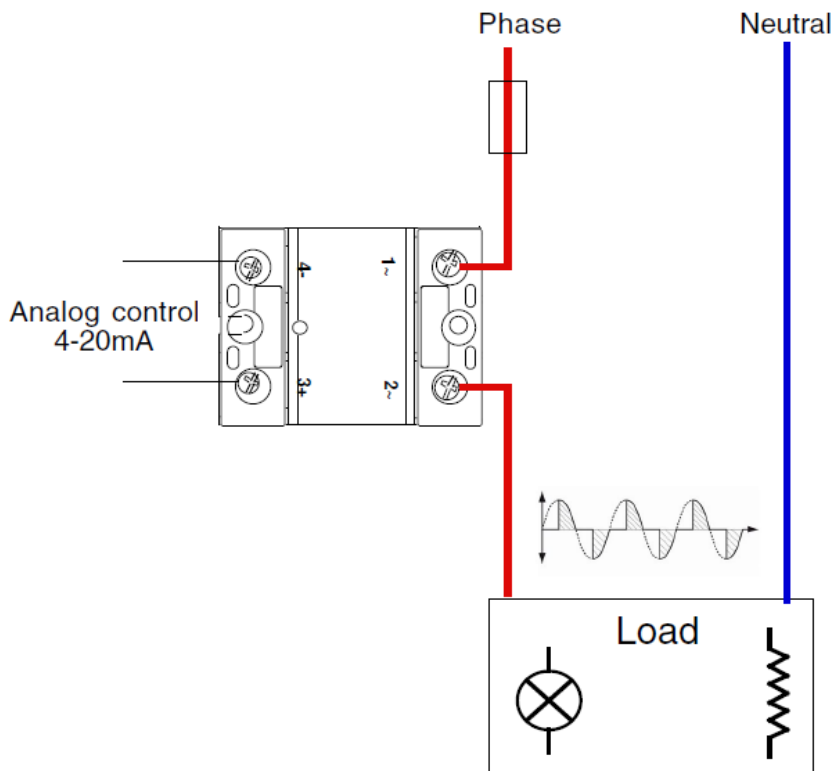 Phase
Neutral
4-
1~
Analog control
4-20mA
3+
2~
Load